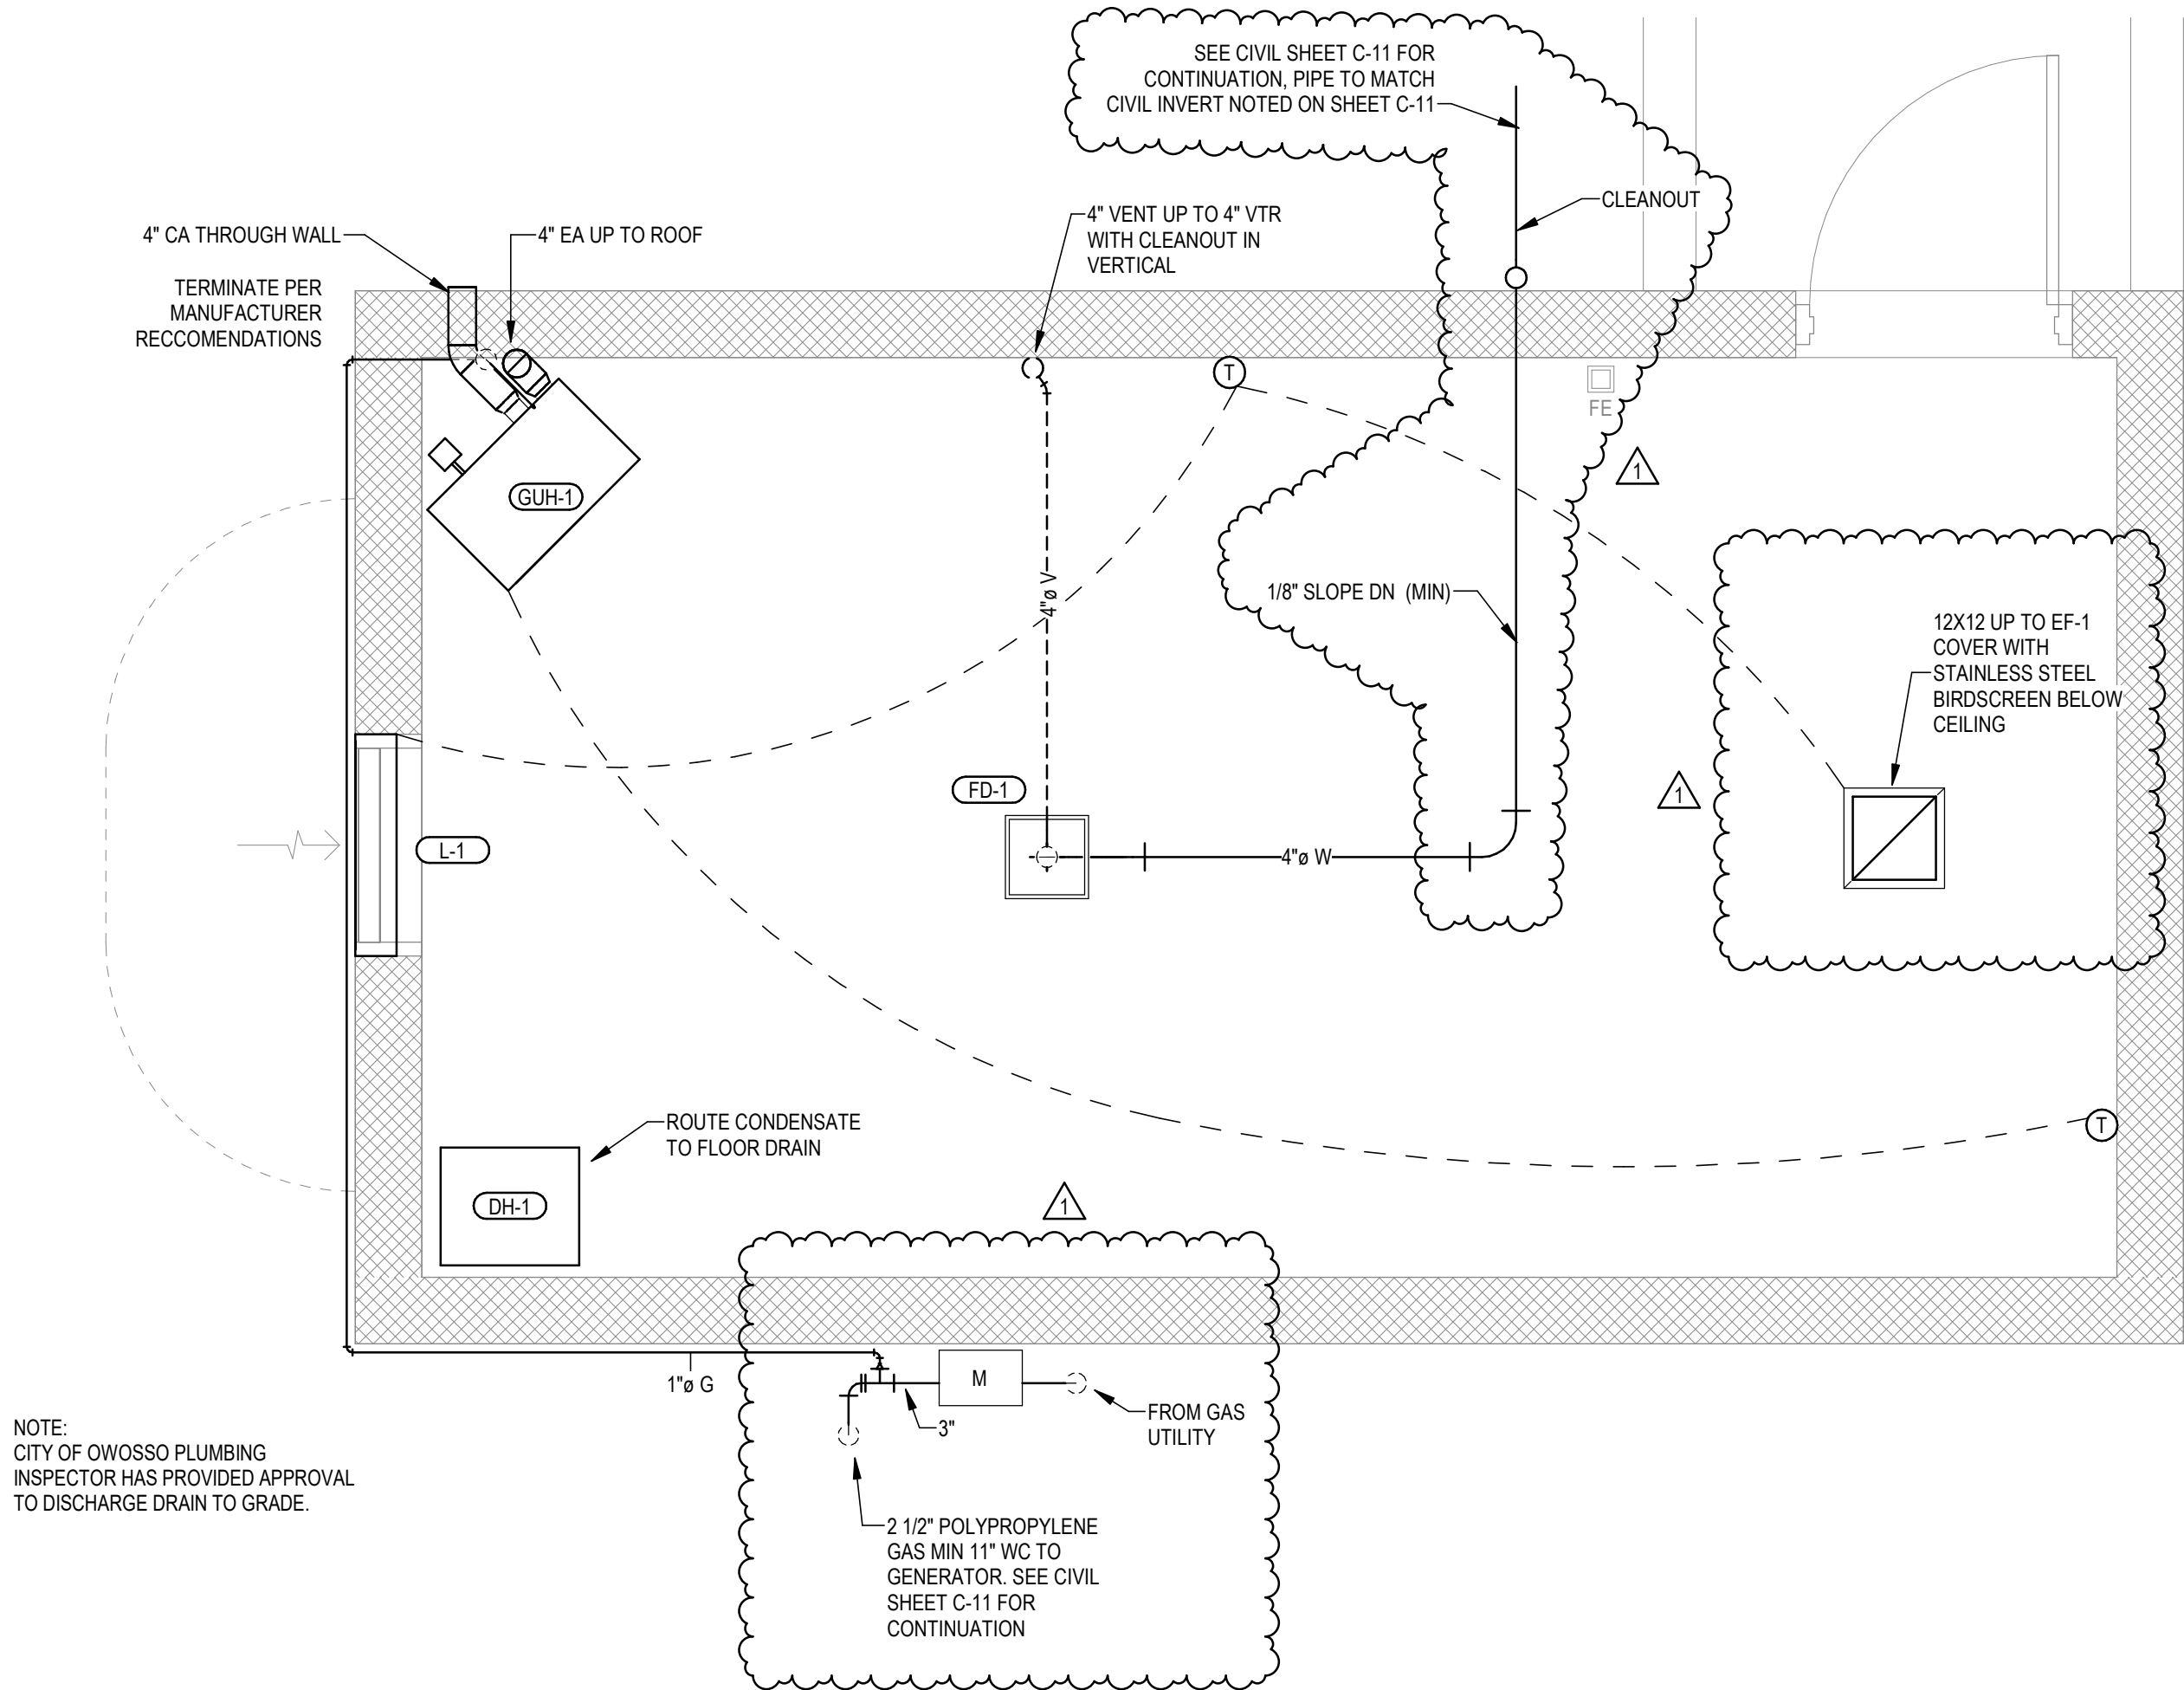 SEE CIVIL SHEET C-11 FOR
CONTINUATION, PIPE TO MATCH
CIVIL INVERT NOTED ON SHEET C-11
CLEANOUT
4" CA THROUGH WALL
4" EA UP TO ROOF
4" VENT UP TO 4" VTR
WITH CLEANOUT IN
VERTICAL
TERMINATE PER
MANUFACTURER
RECCOMENDATIONS
T
FE
1
GUH-1
4"ø V
1/8" SLOPE DN (MIN)
12X12 UP TO EF-1
COVER WITH
STAINLESS STEEL
BIRDSCREEN BELOW
CEILING
FD-1
1
L-1
4"ø W
ROUTE CONDENSATE
TO FLOOR DRAIN
T
DH-1
1
1"ø G
M
3"
FROM GAS
UTILITY
NOTE:
CITY OF OWOSSO PLUMBING
INSPECTOR HAS PROVIDED APPROVAL
TO DISCHARGE DRAIN TO GRADE.
2 1/2" POLYPROPYLENE
GAS MIN 11" WC TO
GENERATOR. SEE CIVIL
SHEET C-11 FOR
CONTINUATION